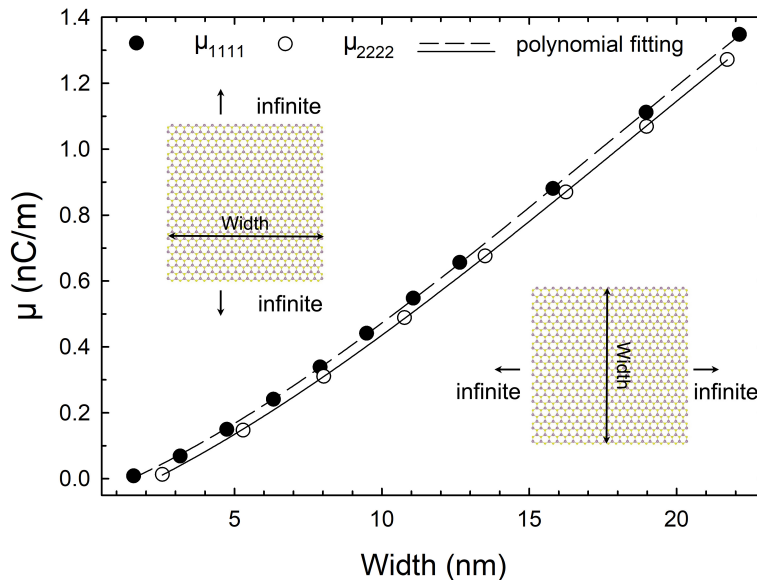 1.4
μ1111 μ2222 polynomial fitting
infinite
1.2
1.0
Width
0.8
μ (nC/m)
0.6
infinite
0.4
Width
infinite infinite
0.2
0.0
5 10 15 20
Width (nm)